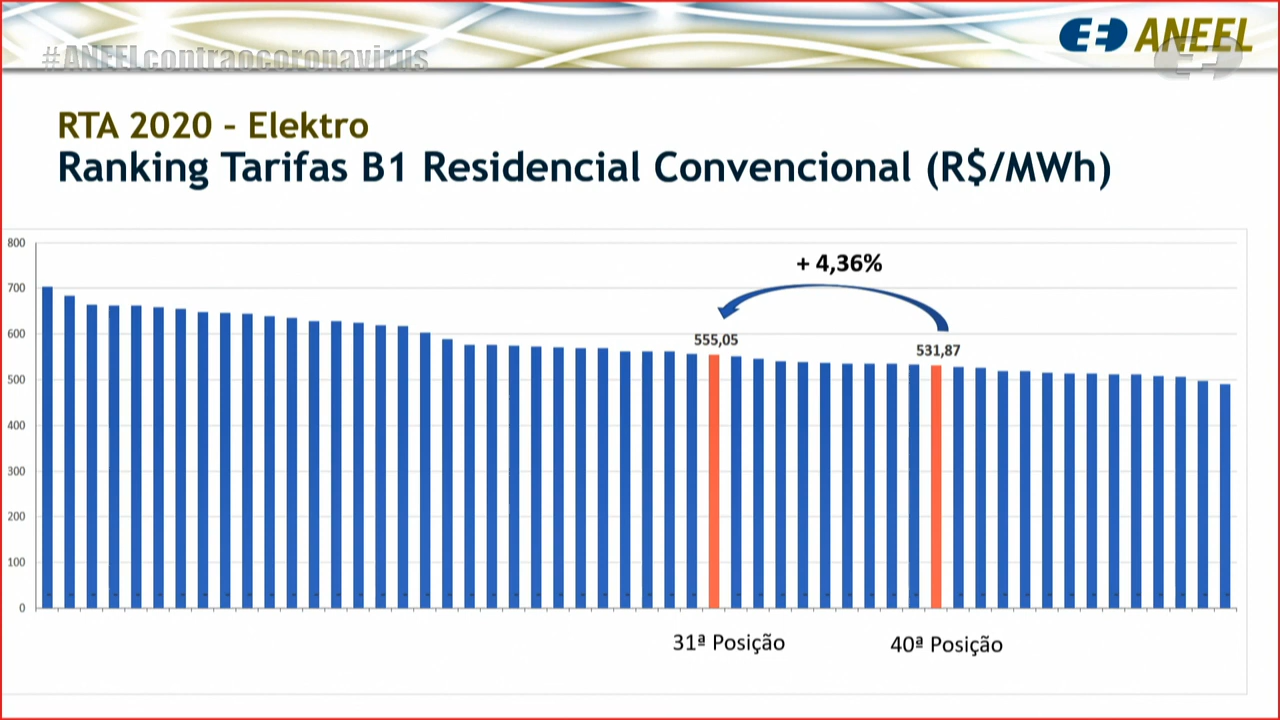 #ANEELcontraocoronavirus
ANEEL
RTA 2020 – Elektro
Ranking Tarifas B1 Residencial Convencional (R$/MWh)
800
700
600
500
400
300
200
100
0
+ 4,36%
555,05
531,87
31ª Posição
40ª Posição